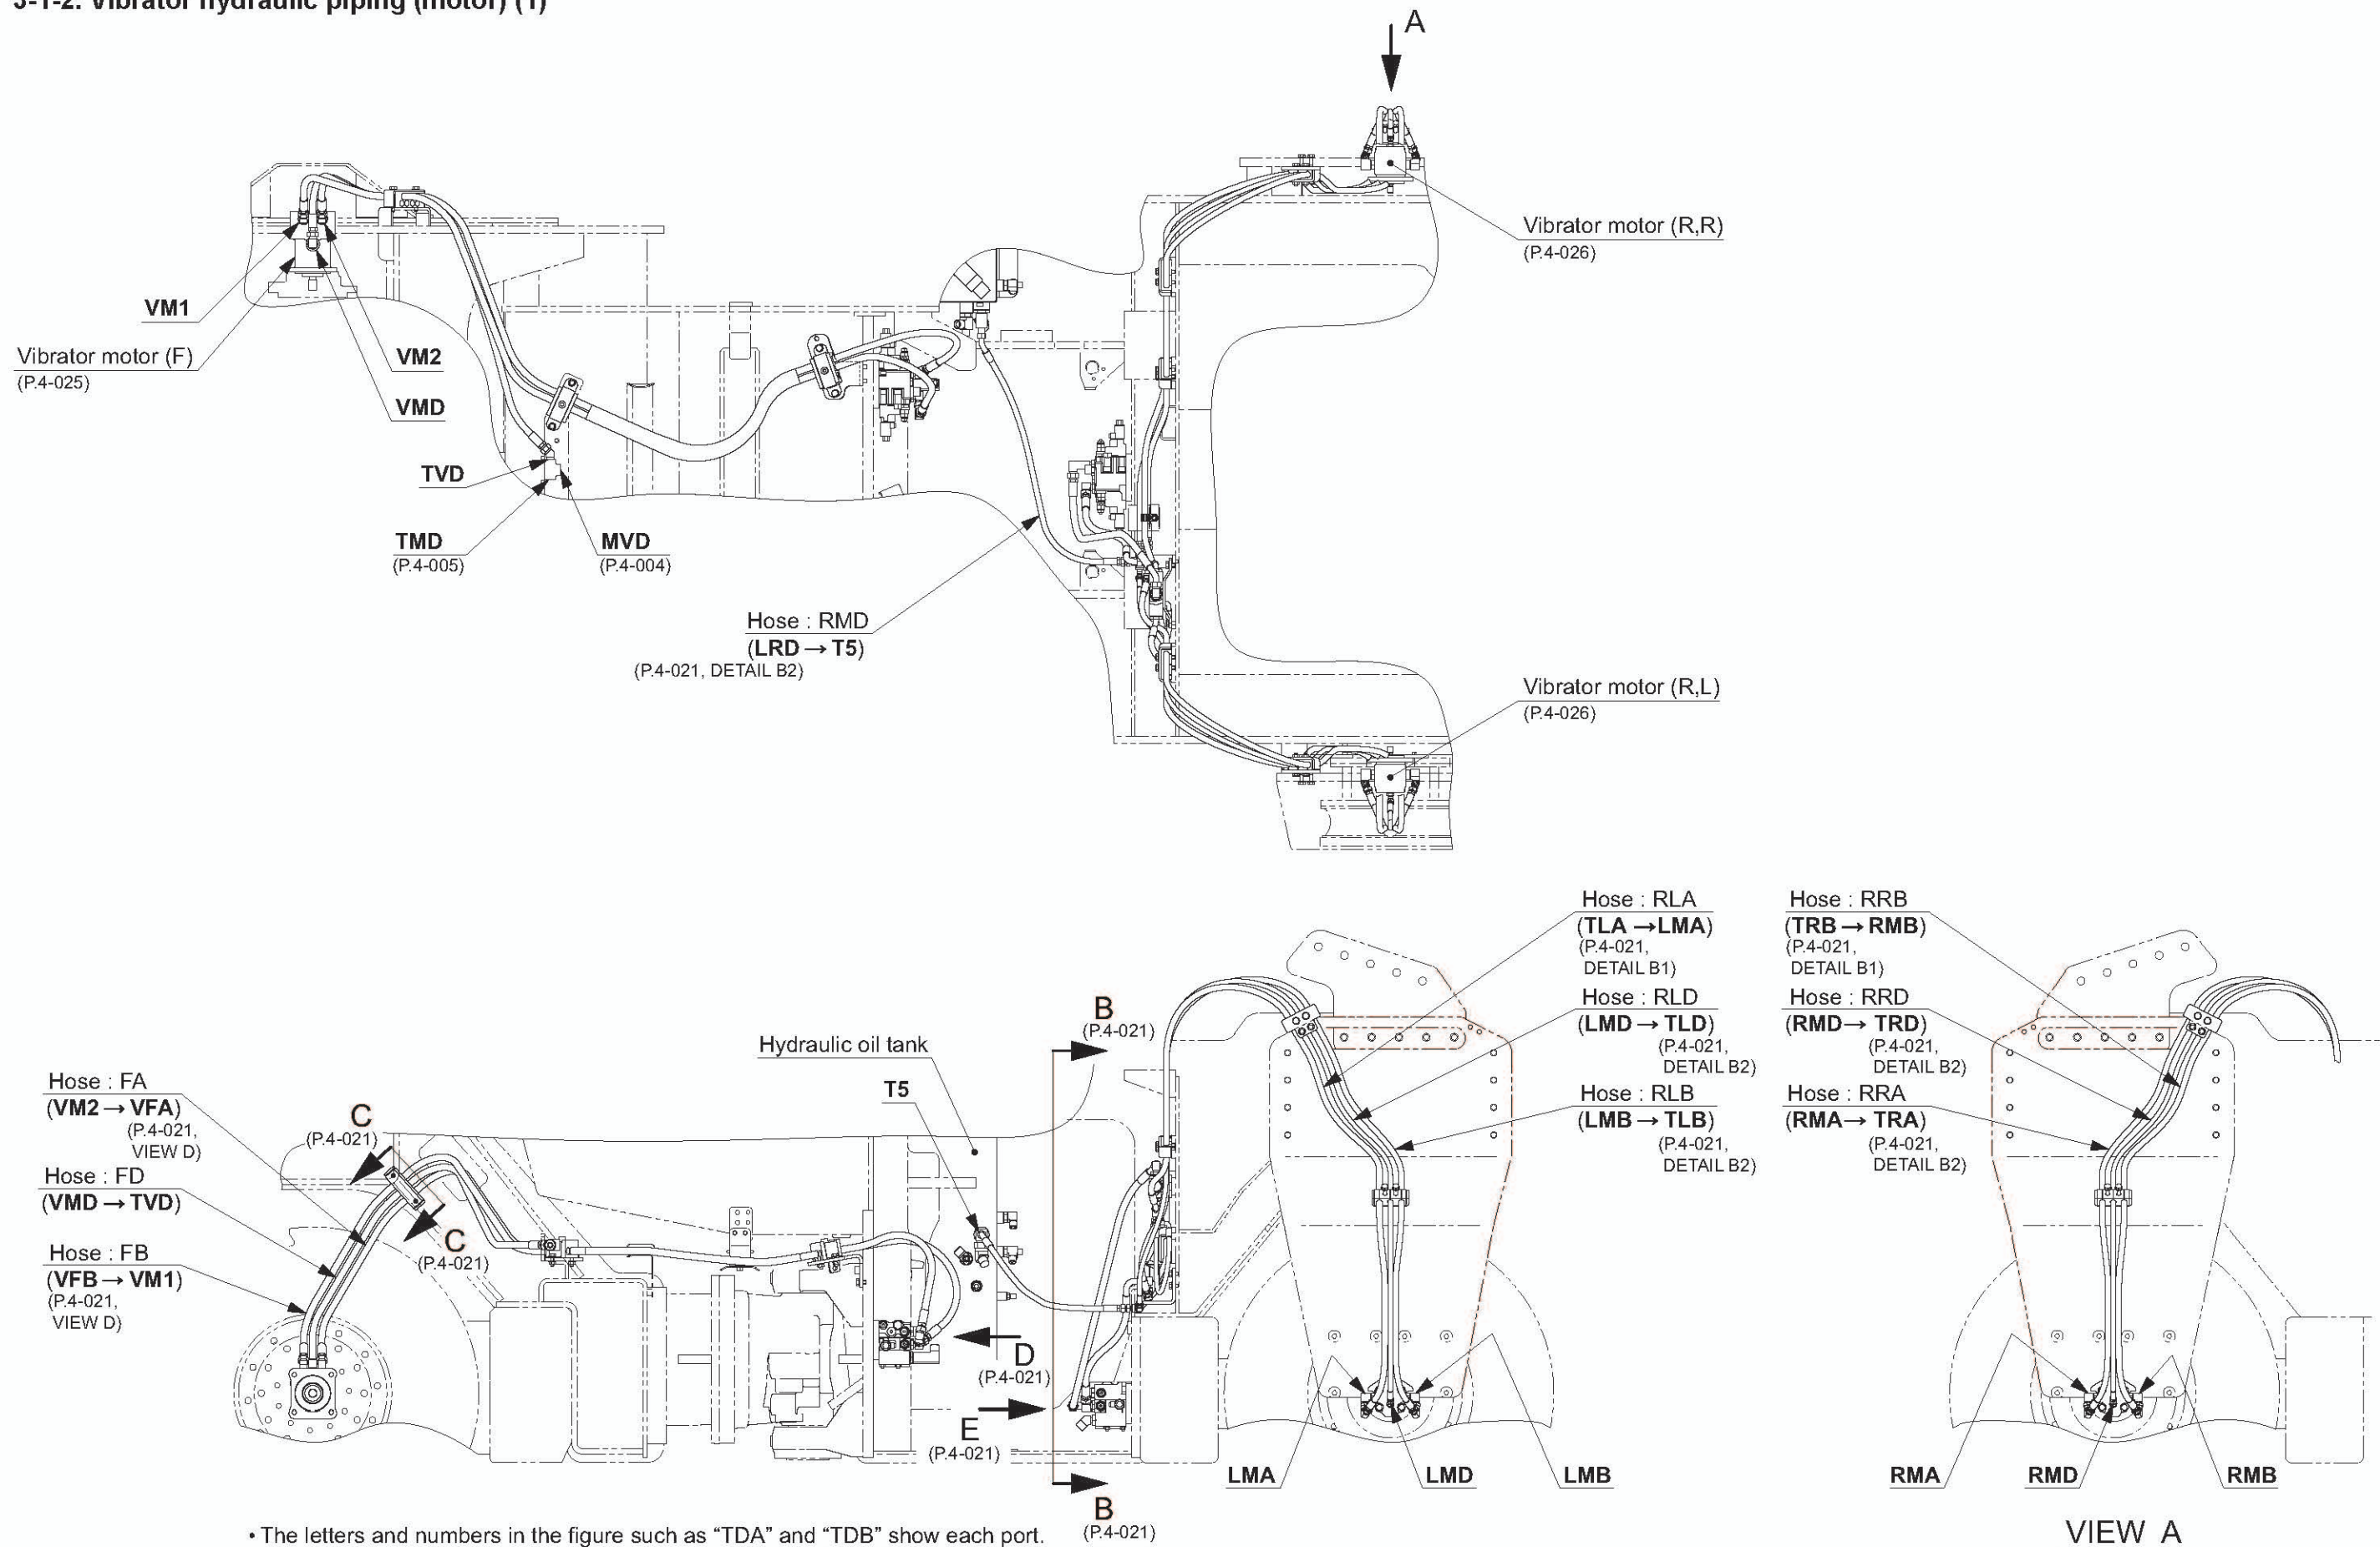 3-1-2. Vibrator hydraulic piping (motor) (1)
A
Vibrator motor (R,R)
(P.4-026)
VM1
Vibrator motor (F)
(P.4-025)
VM2
VMD
TVD
TMD
(P.4-005)
MVD
(P.4-004)
Hose : RMD
(LRD → T5)
(P.4-021, DETAIL B2)
Vibrator motor (R,L)
(P.4-026)
Hose : RLA
(TLA →LMA)
(P.4-021,
DETAIL B1)
Hose : RLD
(LMD → TLD)
(P.4-021,
DETAIL B2)
Hose : RLB
(LMB → TLB)
(P.4-021,
DETAIL B2)
Hose : RRB
(TRB → RMB)
(P.4-021,
DETAIL B1)
Hose : RRD
(RMD→ TRD)
(P.4-021,
DETAIL B2)
Hose : RRA
(RMA→ TRA)
(P.4-021,
DETAIL B2)
B
(P.4-021)
Hydraulic oil tank
T5
Hose : FA
(VM2 → VFA)
(P.4-021,
VIEW D)
C
(P.4-021)
Hose : FD
(VMD → TVD)
C
(P.4-021)
Hose : FB
(VFB → VM1)
(P.4-021,
VIEW D)
D
(P.4-021)
E
(P.4-021)
LMA
LMD
LMB
RMA
RMD
RMB
B
(P.4-021)
VIEW A
• The letters and numbers in the figure such as “TDA” and “TDB” show each port.